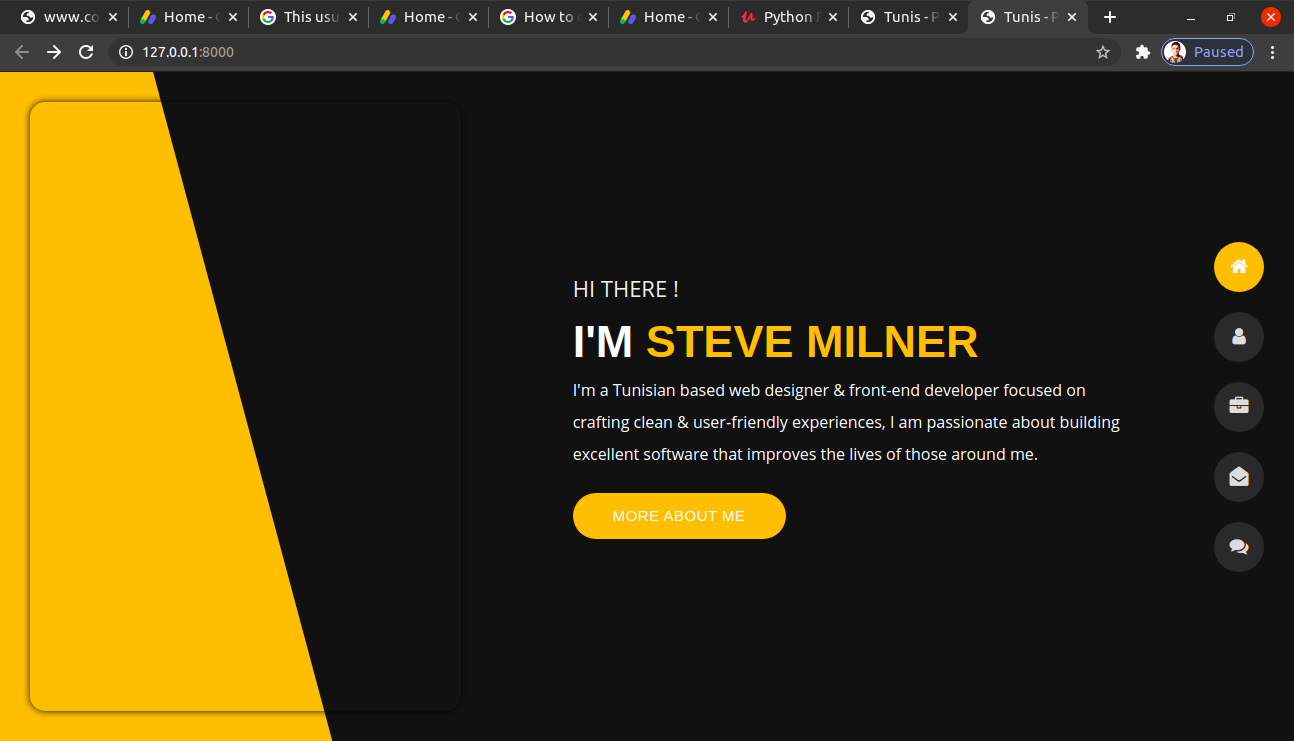 www.co
Home - G
This usu
Home - G
How to
Home - G
Python
Tunis - P
Tunis - P
127.0.0.1:8000
Paused
HI THERE !
I'M STEVE MILNER
I'm a Tunisian based web designer & front-end developer focused on
crafting clean & user-friendly experiences, I am passionate about building
excellent software that improves the lives of those around me.
MORE ABOUT ME